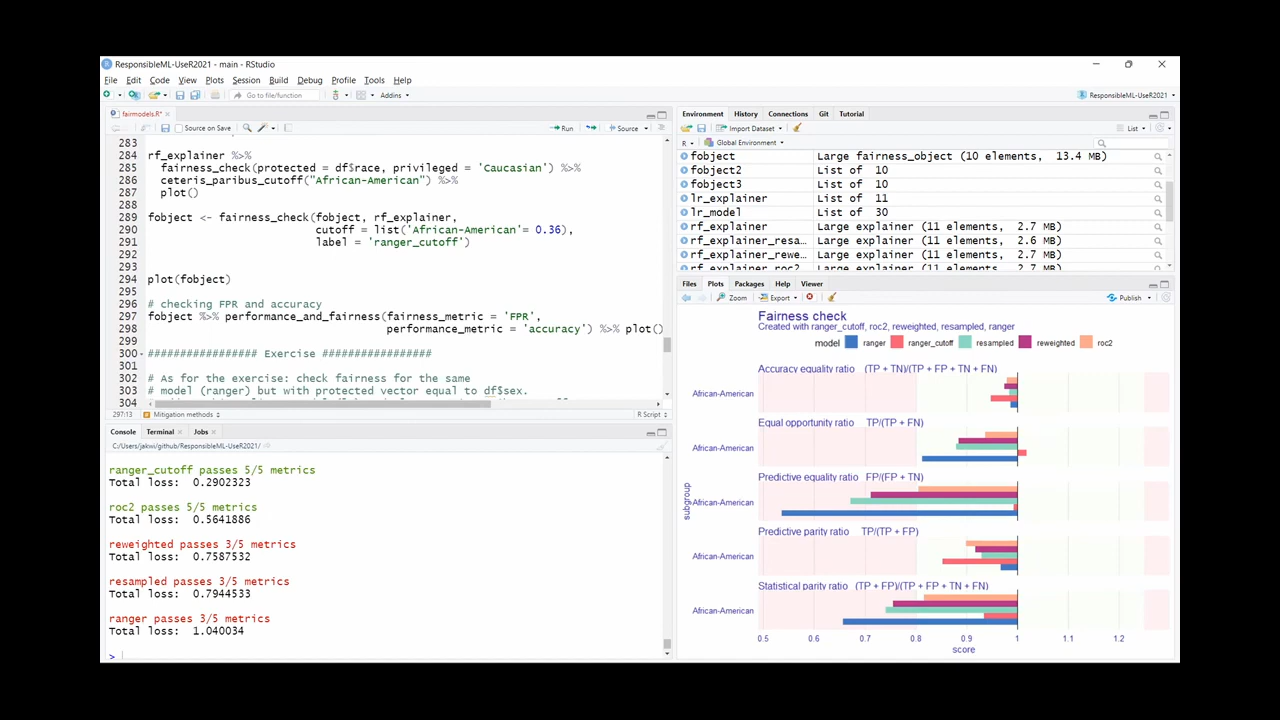 ResponsibleML-UseR2021 - main - RStudio
File Edit Code View Plots Session Build Debug Profile Tools Help
Go to file/function
Addins
ResponsibleML-UseR2021
fairmodels.R*
Source on Save
Run
Source
283
284 rf_explainer %>%
285 fairness_check(protected = df$race, privileged = 'Caucasian') %>%
286 ceteris_paribus_cutoff("African-American") %>%
287 plot()
288
289 fobject <- fairness_check(fobject, rf_explainer,
290 cutoff = list('African-American'= 0.36),
291 label = 'ranger_cutoff')
292
293
294 plot(fobject)
295
296 # checking FPR and accuracy
297 fobject %>% performance_and_fairness(fairness_metric = 'FPR',
298 performance_metric = 'accuracy') %>% plot()
299
300 ################# Exercise #################
301
302 # As for the exercise: check fairness for the same
303 # model (ranger) but with protected vector equal to df$sex.
304
297:13 Mitigation methods R Script
Console Terminal Jobs
C:/Users/jakwi/github/ResponsibleML-UseR2021/
ranger_cutoff passes 5/5 metrics
Total loss: 0.2902323
roc2 passes 5/5 metrics
Total loss: 0.5641886
reweighted passes 3/5 metrics
Total loss: 0.7587532
resampled passes 3/5 metrics
Total loss: 0.7944533
ranger passes 3/5 metrics
Total loss: 1.040034
>
Environment History Connections Git Tutorial
Import Dataset
List
R Global Environment
fobject Large fairness_object (10 elements, 13.4 MB)
fobject2 List of 10
fobject3 List of 10
lr_explainer List of 11
lr_model List of 30
rf_explainer Large explainer (11 elements, 2.7 MB)
rf_explainer_resa... Large explainer (11 elements, 2.6 MB)
rf_explainer_rewe... Large explainer (11 elements, 2.7 MB)
rf_explainer_roc2 Large explainer (11 elements, 2.7 MB)
Files Plots Packages Help Viewer
Zoom Export Publish
Fairness check
Created with ranger_cutoff, roc2, reweighted, resampled, ranger
model ranger ranger_cutoff resampled reweighted roc2
Accuracy equality ratio (TP + TN)/(TP + FP + TN + FN)
African-American
Equal opportunity ratio TP/(TP + FN)
African-American
Predictive equality ratio FP/(FP + TN)
African-American
subgroup
Predictive parity ratio TP/(TP + FP)
African-American
Statistical parity ratio (TP + FP)/(TP + FP + TN + FN)
African-American
0.5 0.6 0.7 0.8 0.9 1 1.1 1.2
score